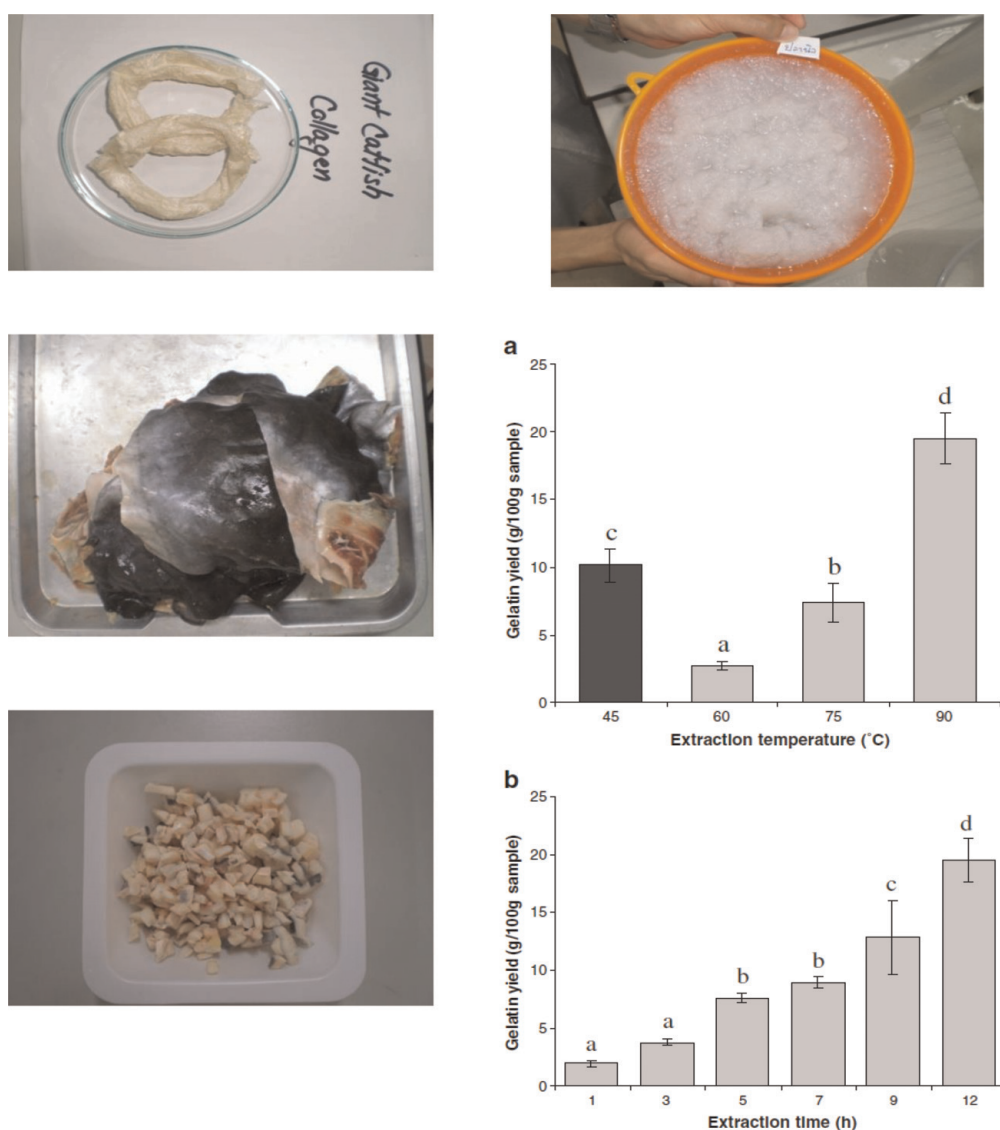 Giant Catfish
Collagen
a
Gelatin yield (g/100g sample)
25
20
15
10
5
0
c
a
b
d
45
60
75
90
Extraction temperature (˚C)
b
Gelatin yield (g/100g sample)
25
20
15
10
5
0
a
a
b
b
c
d
1
3
5
7
9
12
Extraction time (h)